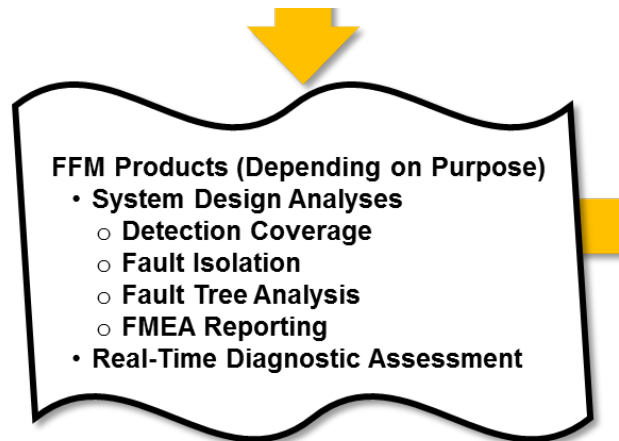 FFM Products (Depending on Purpose)
• System Design Analyses
o Detection Coverage
o Fault Isolation
o Fault Tree Analysis
o FMEA Reporting
• Real-Time Diagnostic Assessment